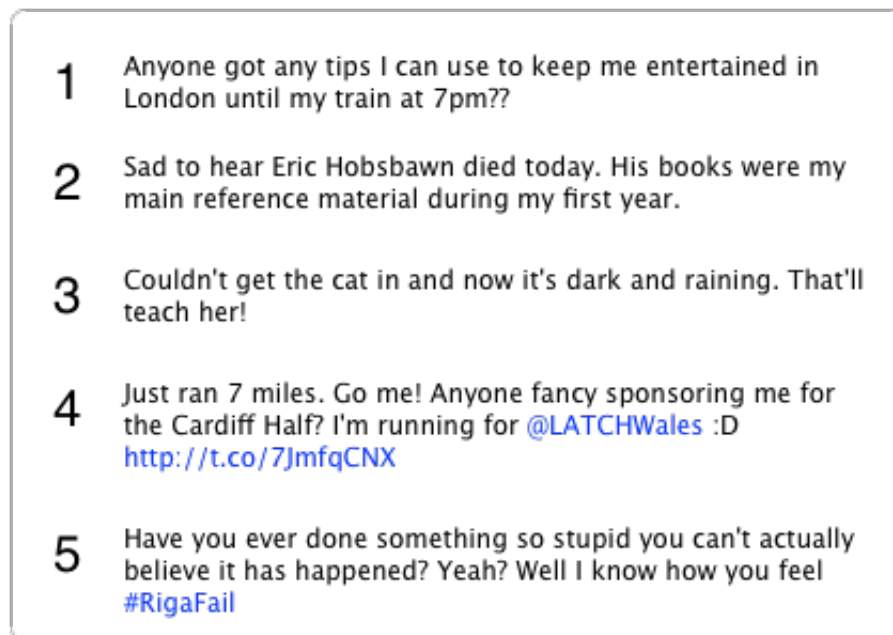 1 Anyone got any tips I can use to keep me entertained in
London until my train at 7pm??
2 Sad to hear Eric Hobsbawn died today. His books were my
main reference material during my first year.
3 Couldn't get the cat in and now it's dark and raining. That'll
teach her!
4 Just ran 7 miles. Go me! Anyone fancy sponsoring me for
the Cardiff Half? I'm running for @LATCHWales :D
http://t.co/7JmfqCNX
5 Have you ever done something so stupid you can't actually
believe it has happened? Yeah? Well I know how you feel
#RigaFail